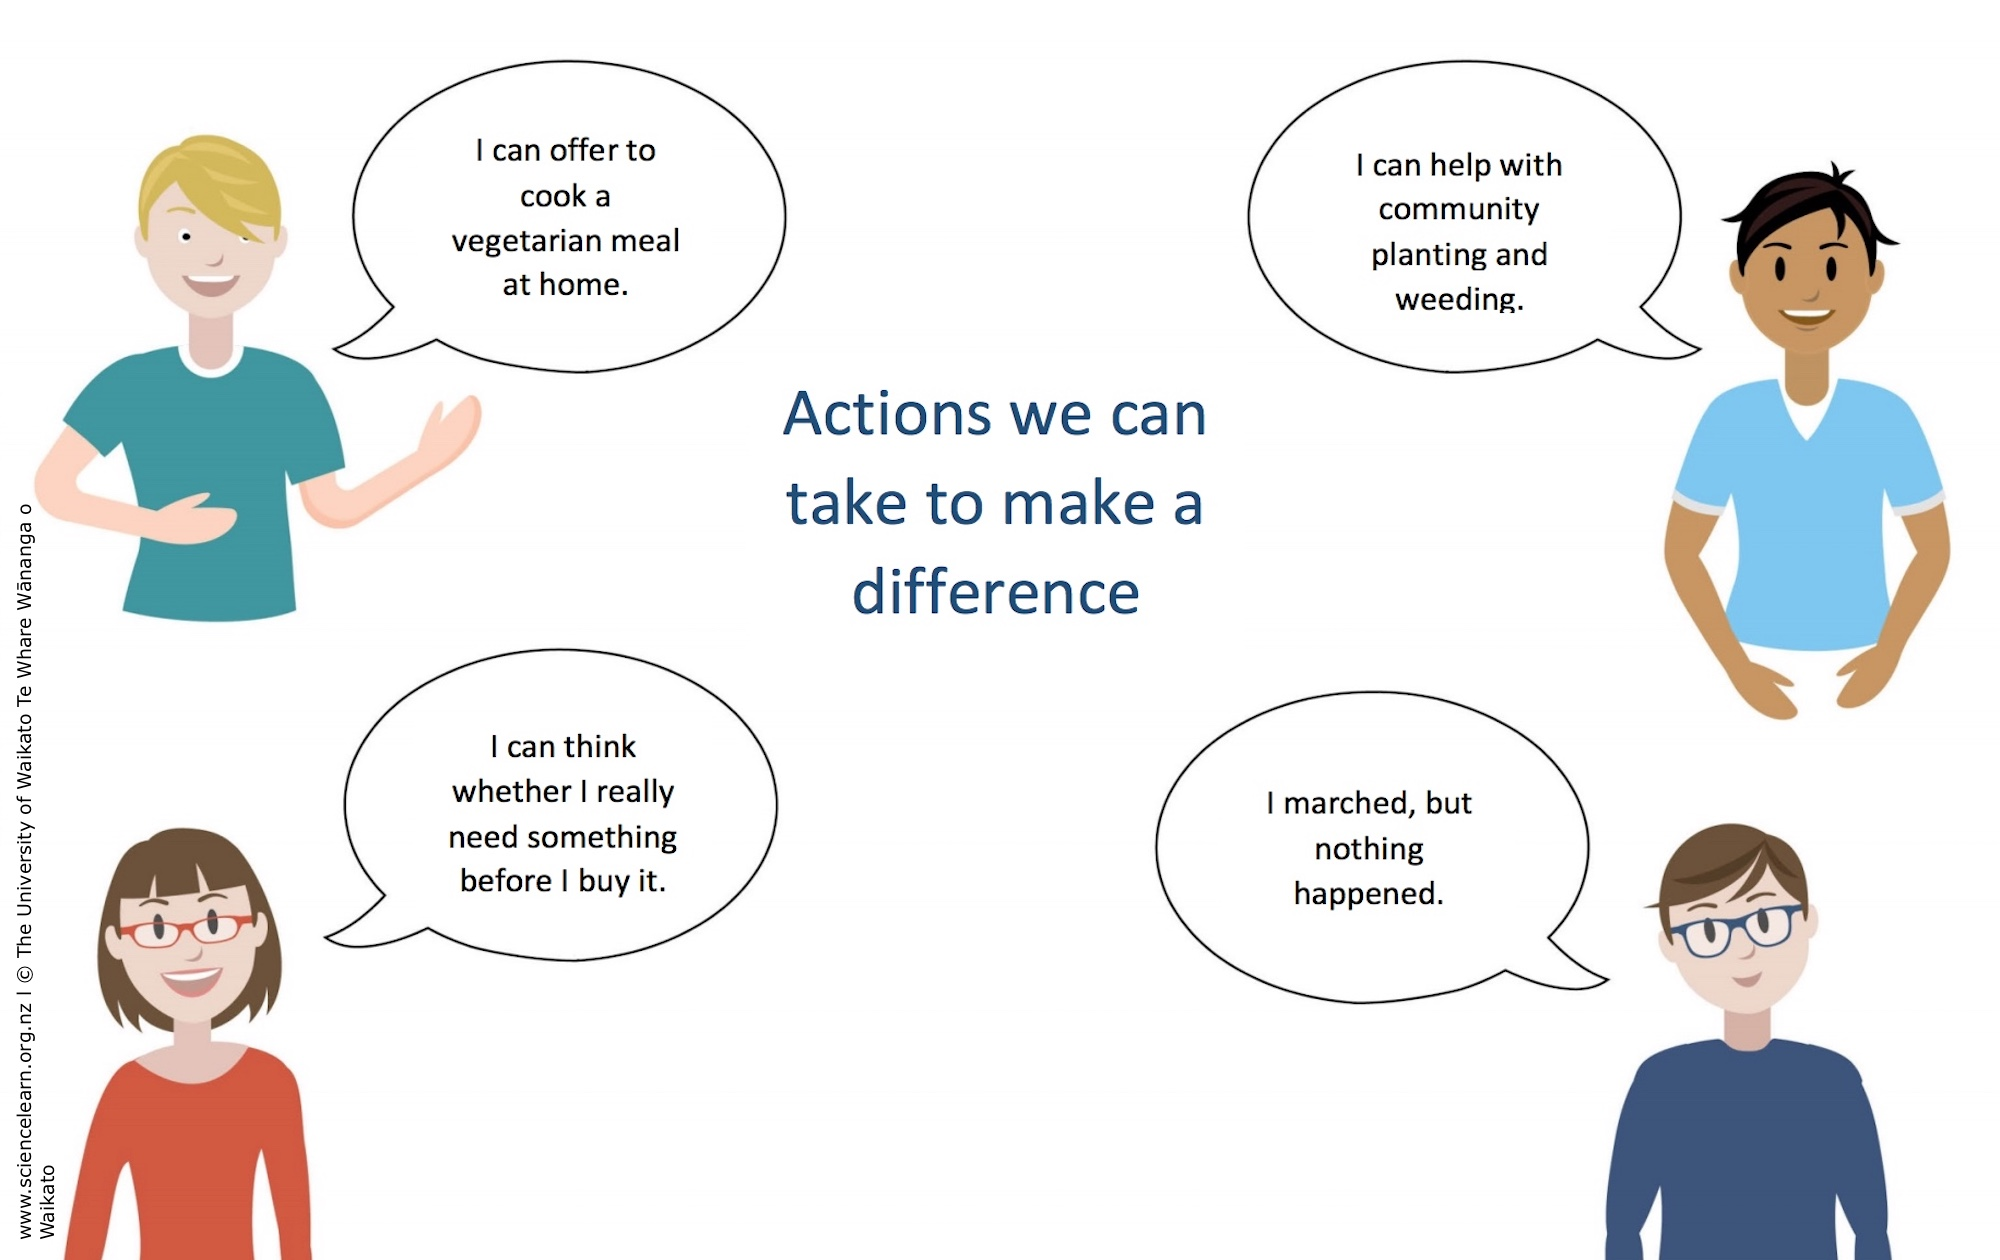 I can offer to
cook a
vegetarian meal
at home.
I can help with
community
planting and
weeding.
Actions we can
take to make a
difference
I can think
whether I really
need something
before I buy it.
I marched, but
nothing
happened.
www.sciencelearn.org.nz I © The University of Waikato Te Whare Wānanga o
Waikato